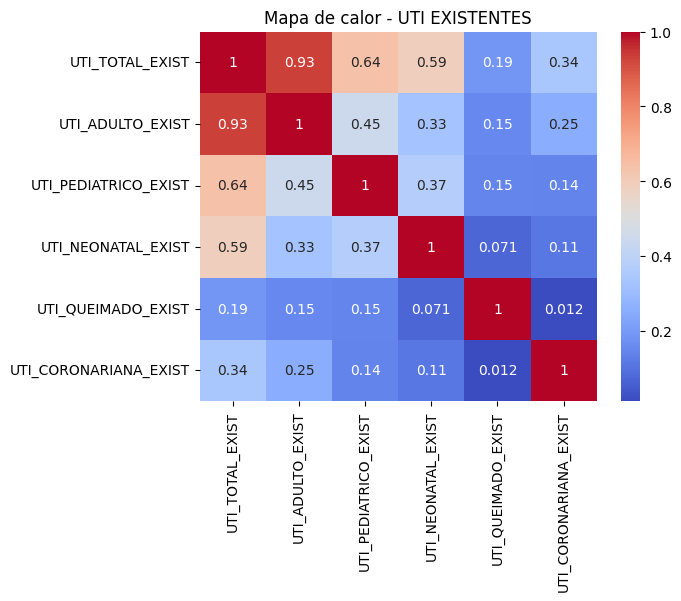 Mapa de calor - UTI EXISTENTES
UTI_TOTAL_EXIST 1 0.93 0.64 0.59 0.19 0.34
UTI_ADULTO_EXIST 0.93 1 0.45 0.33 0.15 0.25
UTI_PEDIATRICO_EXIST 0.64 0.45 1 0.37 0.15 0.14
UTI_NEONATAL_EXIST 0.59 0.33 0.37 1 0.071 0.11
UTI_QUEIMADO_EXIST 0.19 0.15 0.15 0.071 1 0.012
UTI_CORONARIANA_EXIST 0.34 0.25 0.14 0.11 0.012 1
UTI_TOTAL_EXIST
UTI_ADULTO_EXIST
UTI_PEDIATRICO_EXIST
UTI_NEONATAL_EXIST
UTI_QUEIMADO_EXIST
UTI_CORONARIANA_EXIST
1.0
0.8
0.6
0.4
0.2